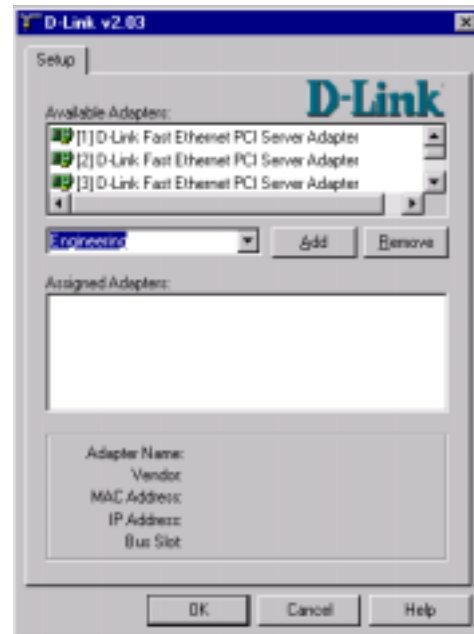 D-Link v2.03
Setup
D-Link
Available Adapters:
[1] D-Link Fast Ethernet PCI Server Adapter
[2] D-Link Fast Ethernet PCI Server Adapter
[3] D-Link Fast Ethernet PCI Server Adapter
Engineering Add Remove
Assigned Adapters:
Adapter Name:
Vendor:
MAC Address:
IP Address:
Bus Slot:
OK Cancel Help